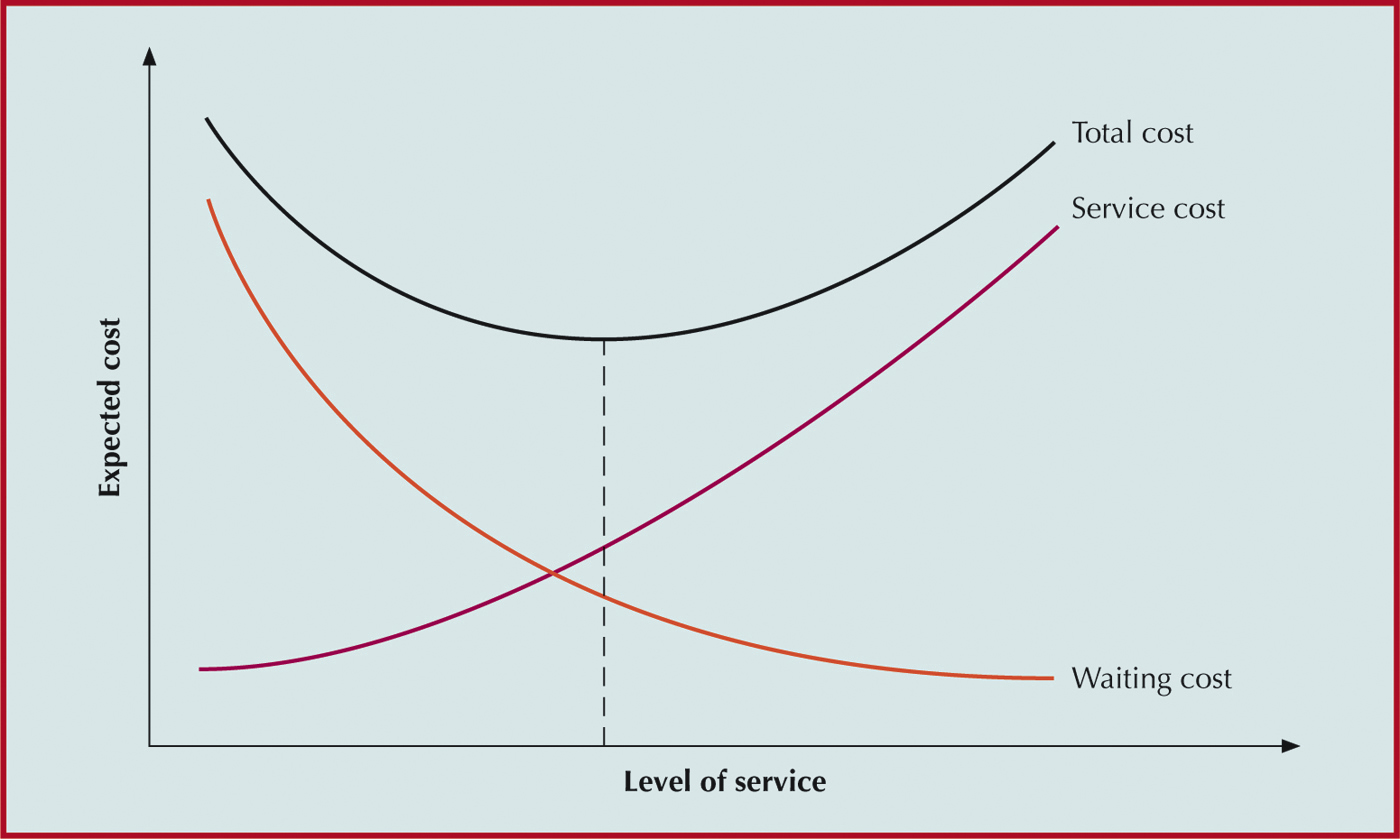 Total cost
Service cost
Expected cost
Waiting cost
Level of service